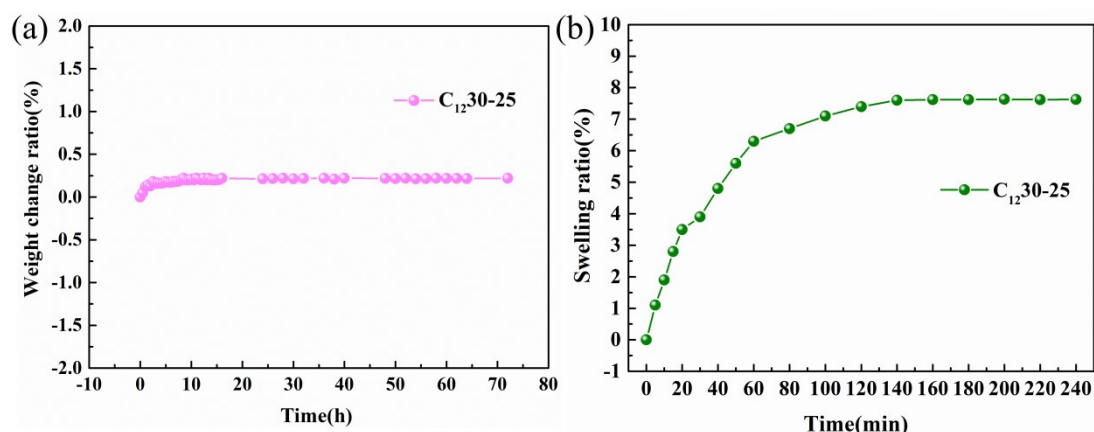 (a)
2.0
1.5
1.0
0.5
0.0
-0.5
-1.0
-1.5
-2.0
Weight change ratio(%)
C₁₂30-25
-10 0 10 20 30 40 50 60 70 80
Time(h)
(b)
10
9
8
7
6
5
4
3
2
1
0
-1
Swelling ratio(%)
C₁₂30-25
0 20 40 60 80 100 120 140 160 180 200 220 240
Time(min)